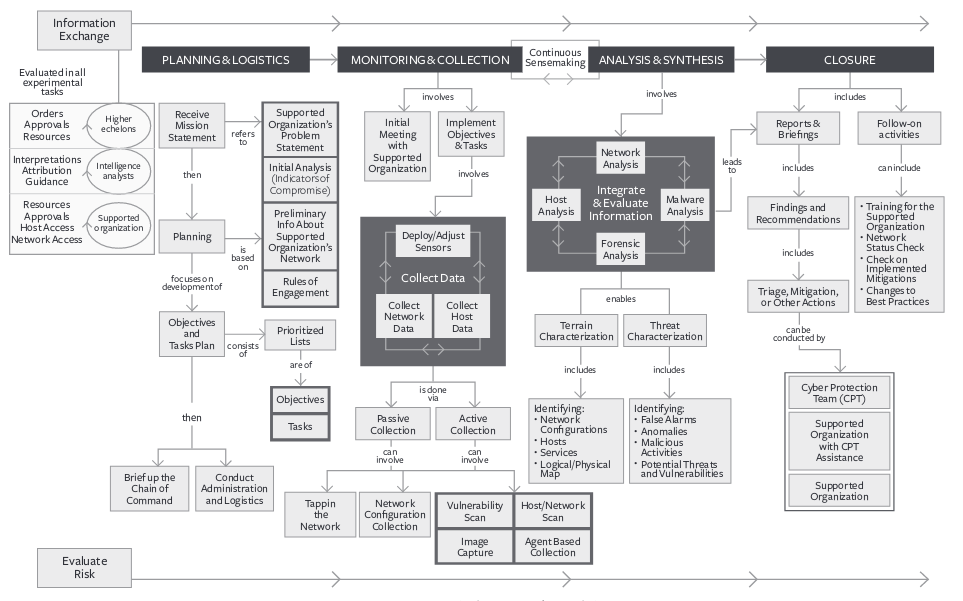 Information
Exchange
PLANNING & LOGISTICS
MONITORING & COLLECTION
Continuous
Sensemaking
ANALYSIS & SYNTHESIS
CLOSURE
Evaluated in all
experimental
tasks
Orders
Approvals
Resources
Higher
echelons
Interpretations
Attribution
Guidance
Intelligence
analysts
Resources
Approvals
Host Access
Network Access
Supported
organization
Receive
Mission
Statement
refers
to
Supported
Organization's
Problem
Statement
Initial Analysis
(Indicators of
Compromise)
Preliminary
Info About
Supported
Organization's
Network
Rules of
Engagement
then
Planning
is
based
on
focuses on
development of
Objectives
and
Tasks Plan
consists
of
Prioritized
Lists
are of
Objectives
Tasks
then
Brief up the
Chain of
Command
Conduct
Administration
and Logistics
involves
Initial
Meeting
with
Supported
Organization
Implement
Objectives
& Tasks
involves
Deploy/Adjust
Sensors
Collect Data
Collect
Network
Data
Collect
Host
Data
is done
via
Passive
Collection
Active
Collection
can
involve
can
involve
Tappin
the
Network
Network
Configuration
Collection
Vulnerability
Scan
Host/Network
Scan
Image
Capture
Agent Based
Collection
involves
Network
Analysis
Host
Analysis
Integrate
& Evaluate
Information
Malware
Analysis
Forensic
Analysis
leads
to
enables
Terrain
Characterization
Threat
Characterization
includes
includes
Identifying:
• Network
Configurations
• Hosts
• Services
• Logical/Physical
Map
Identifying:
• False Alarms
• Anomalies
• Malicious
Activities
• Potential Threats
and Vulnerabilities
includes
Reports &
Briefings
Follow-on
activities
includes
can include
Findings and
Recommendations
• Training for the
Supported
Organization
• Network
Status Check
• Check on
Implemented
Mitigations
• Changes to
Best Practices
includes
Triage, Mitigation,
or Other Actions
can be
conducted by
Cyber Protection
Team (CPT)
Supported
Organization
with CPT
Assistance
Supported
Organization
Evaluate
Risk